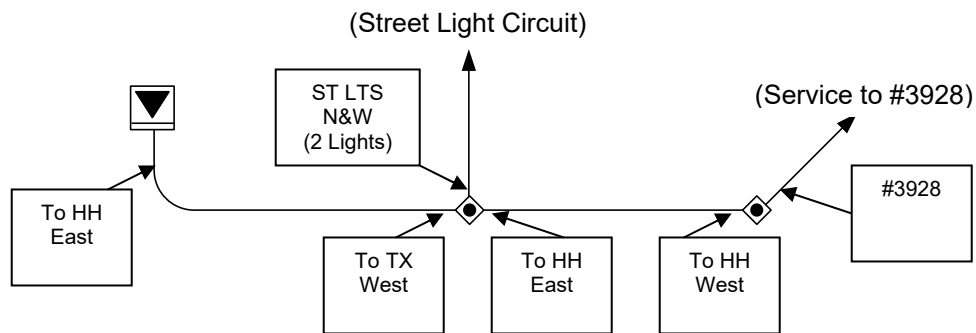 (Street Light Circuit)
ST LTS
N&W
(2 Lights)
(Service to #3928)
To HH
East
#3928
To TX
West
To HH
East
To HH
West